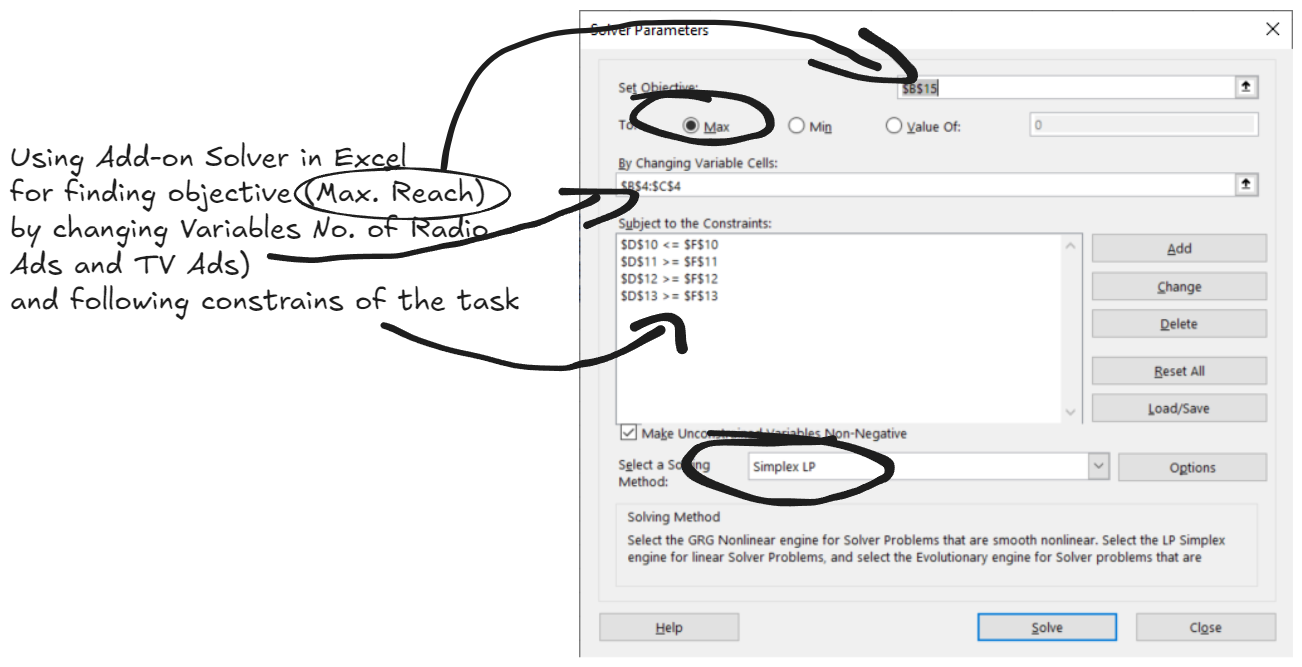 Solver Parameters
Using Add-on Solver in Excel
for finding objective (Max. Reach)
by changing Variables No. of Radio
Ads and TV Ads)
and following constrains of the task
Set Objective:
$B$15
To:
Max
Min
Value Of:
0
By Changing Variable Cells:
$B$4:$C$4
Subject to the Constraints:
$D$10 <= $F$10
$D$11 >= $F$11
$D$12 >= $F$12
$D$13 >= $F$13
Add
Change
Delete
Reset All
Load/Save
Make Unconstrained Variables Non-Negative
Select a Solving
Method:
Simplex LP
Options
Solving Method
Select the GRG Nonlinear engine for Solver Problems that are smooth nonlinear. Select the LP Simplex
engine for linear Solver Problems, and select the Evolutionary engine for Solver problems that are
Help
Solve
Close